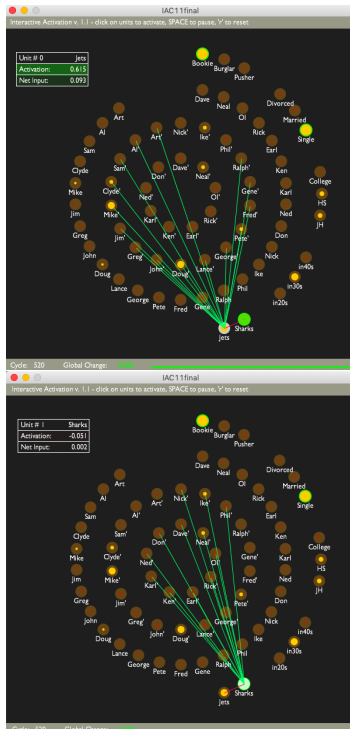 IAC11final
Interactive Activation v. 1.1 - click on units to activate, SPACE to pause, 'r' to reset
Unit # 0 Jets
Activation: 0.615
Net Input: 0.093
Bookie
Burglar
Pusher
Dave
Neal
Ol
Divorced
Married
Single
Art
Al
Sam
Clyde
Mike
Jim
Greg
John
Doug
Lance
George
Pete
Fred
Gene
Ralph
Phil
Ike
Nick
Don
Ned
Karl
Ken
Earl
Rick
Art'
Al'
Sam'
Clyde'
Mike'
Jim'
Greg'
John'
Doug'
Lance'
George'
Pete'
Fred'
Gene'
Ralph'
Phil'
Ike'
Nick'
Don'
Ned'
Karl'
Ken'
Earl'
Rick'
Ol'
Neal'
College
HS
JH
in40s
in30s
in20s
Jets
Sharks
Cycle: 520 Global Change:
IAC11final
Interactive Activation v. 1.1 - click on units to activate, SPACE to pause, 'r' to reset
Unit # 1 Sharks
Activation: -0.051
Net Input: 0.002
Bookie
Burglar
Pusher
Dave
Neal
Ol
Divorced
Married
Single
Art
Al
Sam
Clyde
Mike
Jim
Greg
John
Doug
Lance
George
Pete
Fred
Gene
Ralph
Phil
Ike
Nick
Don
Ned
Karl
Ken
Earl
Rick
Art'
Al'
Sam'
Clyde'
Mike'
Jim'
Greg'
John'
Doug'
Lance'
George'
Pete'
Fred'
Gene'
Ralph'
Phil'
Ike'
Nick'
Don'
Dave'
Ned'
Karl'
Ken'
Earl'
Rick'
Ol'
Neal'
College
HS
JH
in40s
in30s
in20s
Jets
Sharks
Cycle: 520 Global Change: